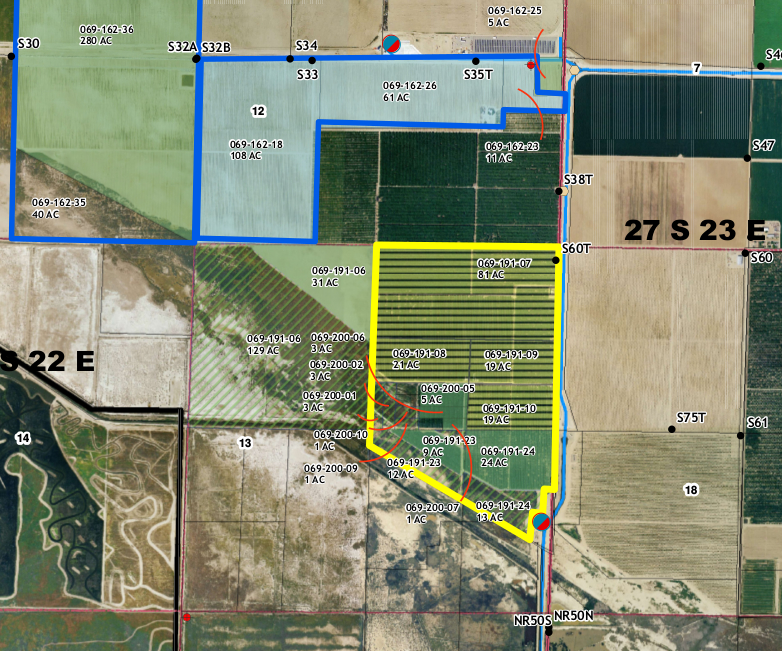 069-162-25
5 AC
069-162-36
280 AC
S30
S32A
S32B
S34
S33
S35T
7
S46
069-162-26
61 AC
12
069-162-18
108 AC
069-162-23
11 AC
S47
S38T
069-162-35
40 AC
27 S 23 E
S60T
S60
069-191-07
81 AC
069-191-06
31 AC
069-191-06
129 AC
069-200-06
3 AC
069-200-02
3 AC
069-200-01
3 AC
069-191-08
21 AC
069-191-09
19 AC
S 22 E
069-200-05
5 AC
069-191-10
19 AC
S75T
S61
14
13
069-200-10
1 AC
069-191-23
9 AC
069-191-24
24 AC
069-200-09
1 AC
069-191-23
12 AC
18
069-200-07
1 AC
069-191-24
13 AC
NR50S
NR50N